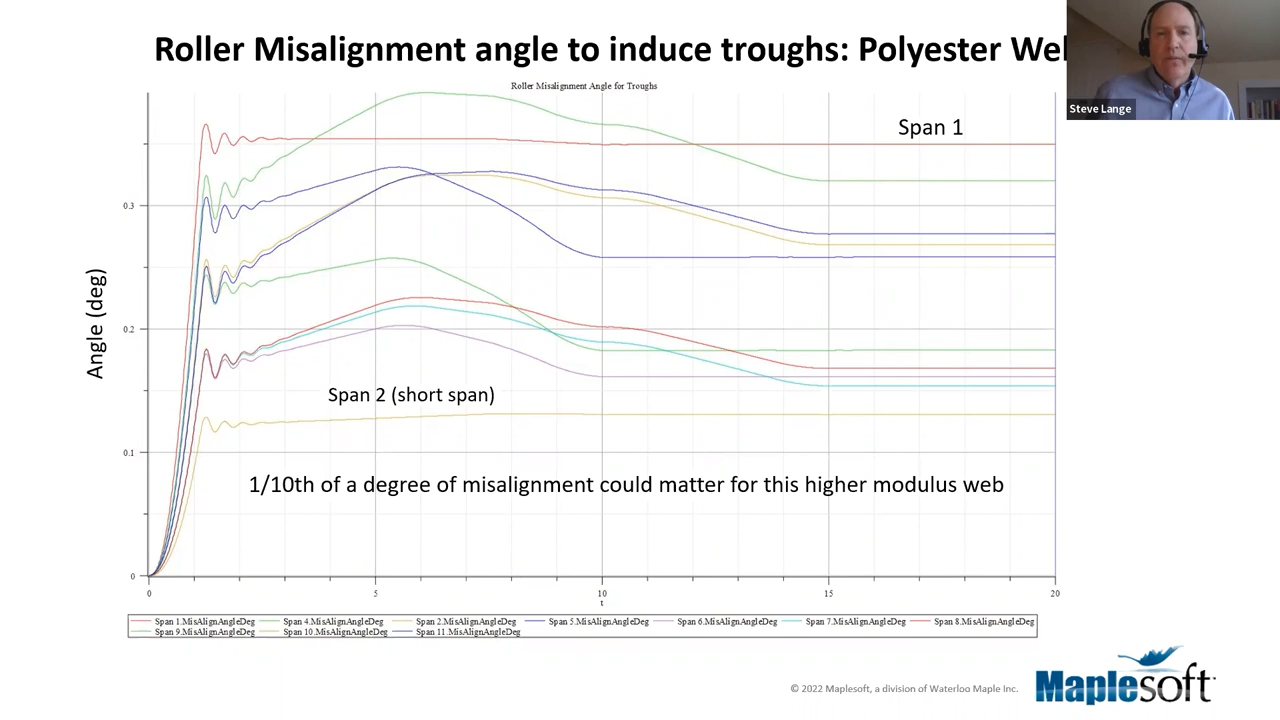 Roller Misalignment angle to induce troughs: Polyester
Steve Lange
Roller Misalignment Angle for Troughs
Span 1
0.3
Angle (deg)
0.2
Span 2 (short span)
0.1
1/10th of a degree of misalignment could matter for this higher modulus web
0
0 5 10 15 20
t
Span 1.MisAlignAngleDeg Span 4.MisAlignAngleDeg Span 2.MisAlignAngleDeg Span 5.MisAlignAngleDeg Span 6.MisAlignAngleDeg Span 7.MisAlignAngleDeg Span 8.MisAlignAngleDeg
Span 9.MisAlignAngleDeg Span 10.MisAlignAngleDeg Span 11.MisAlignAngleDeg
© 2022 Maplesoft, a division of Waterloo Maple Inc.
Maplesoft